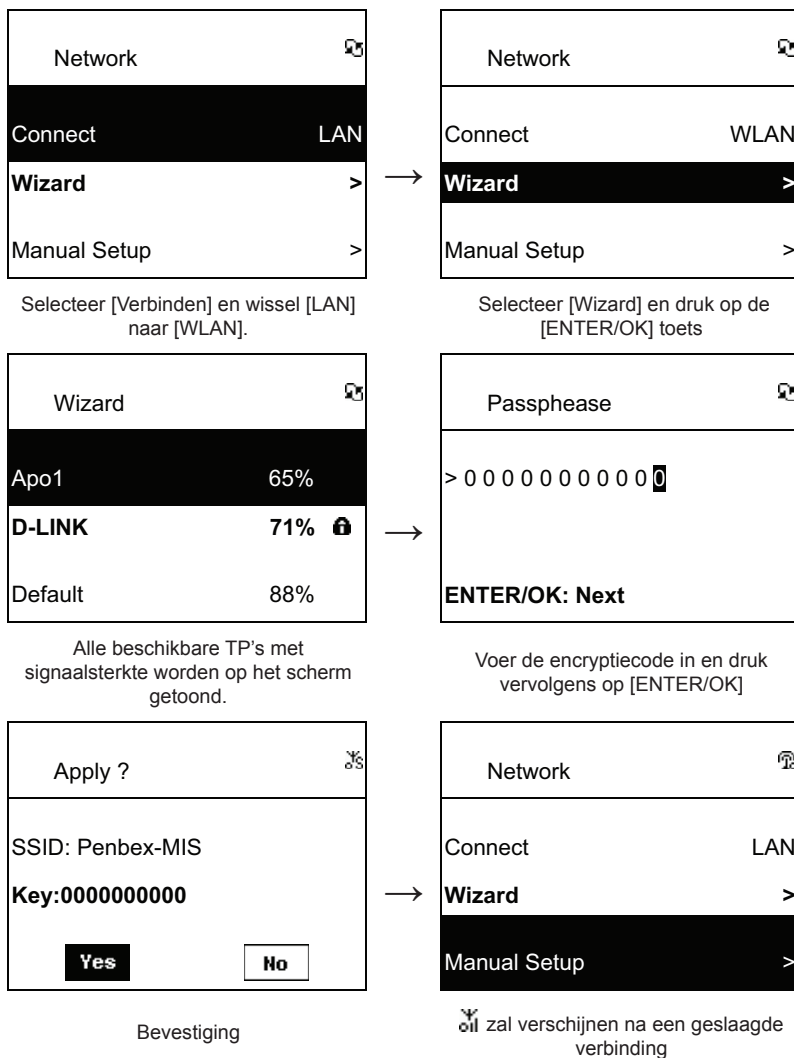 Network
Connect LAN
Wizard >
Manual Setup >
Selecteer [Verbinden] en wissel [LAN]
naar [WLAN].
→
Network
Connect WLAN
Wizard >
Manual Setup >
Selecteer [Wizard] en druk op de
[ENTER/OK] toets
Wizard
Apo1 65%
D-LINK 71%
Default 88%
Alle beschikbare TP's met
signaalsterkte worden op het scherm
getoond.
→
Passphease
> 0 0 0 0 0 0 0 0 0 0 0
ENTER/OK: Next
Voer de encryptiecode in en druk
vervolgens op [ENTER/OK]
Apply ?
SSID: Penbex-MIS
Key:0000000000
Yes No
Bevestiging
→
Network
Connect LAN
Wizard >
Manual Setup >
zal verschijnen na een geslaagde
verbinding